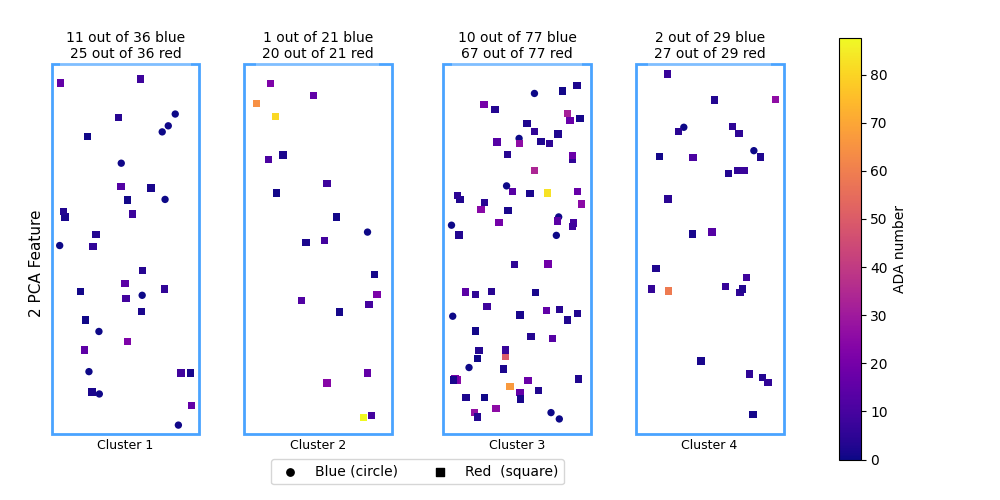 11 out of 36 blue
25 out of 36 red
1 out of 21 blue
20 out of 21 red
10 out of 77 blue
67 out of 77 red
2 out of 29 blue
27 out of 29 red
2 PCA Feature
Cluster 1
Cluster 2
Cluster 3
Cluster 4
80
70
60
50
40
30
20
10
0
ADA number
Blue (circle)
Red  (square)